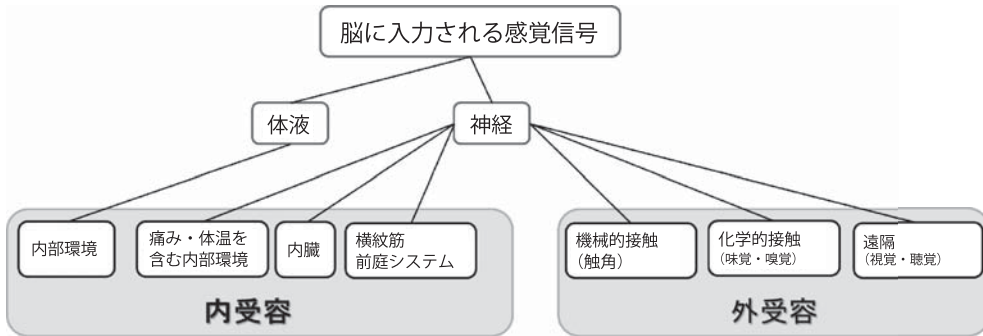 脳に入力される感覚信号
体液
神経
内部環境
痛み・体温を
含む内部環境
内臓
横紋筋
前庭システム
内受容
機械的接触
（触角）
化学的接触
（味覚・嗅覚）
遠隔
（視覚・聴覚）
外受容